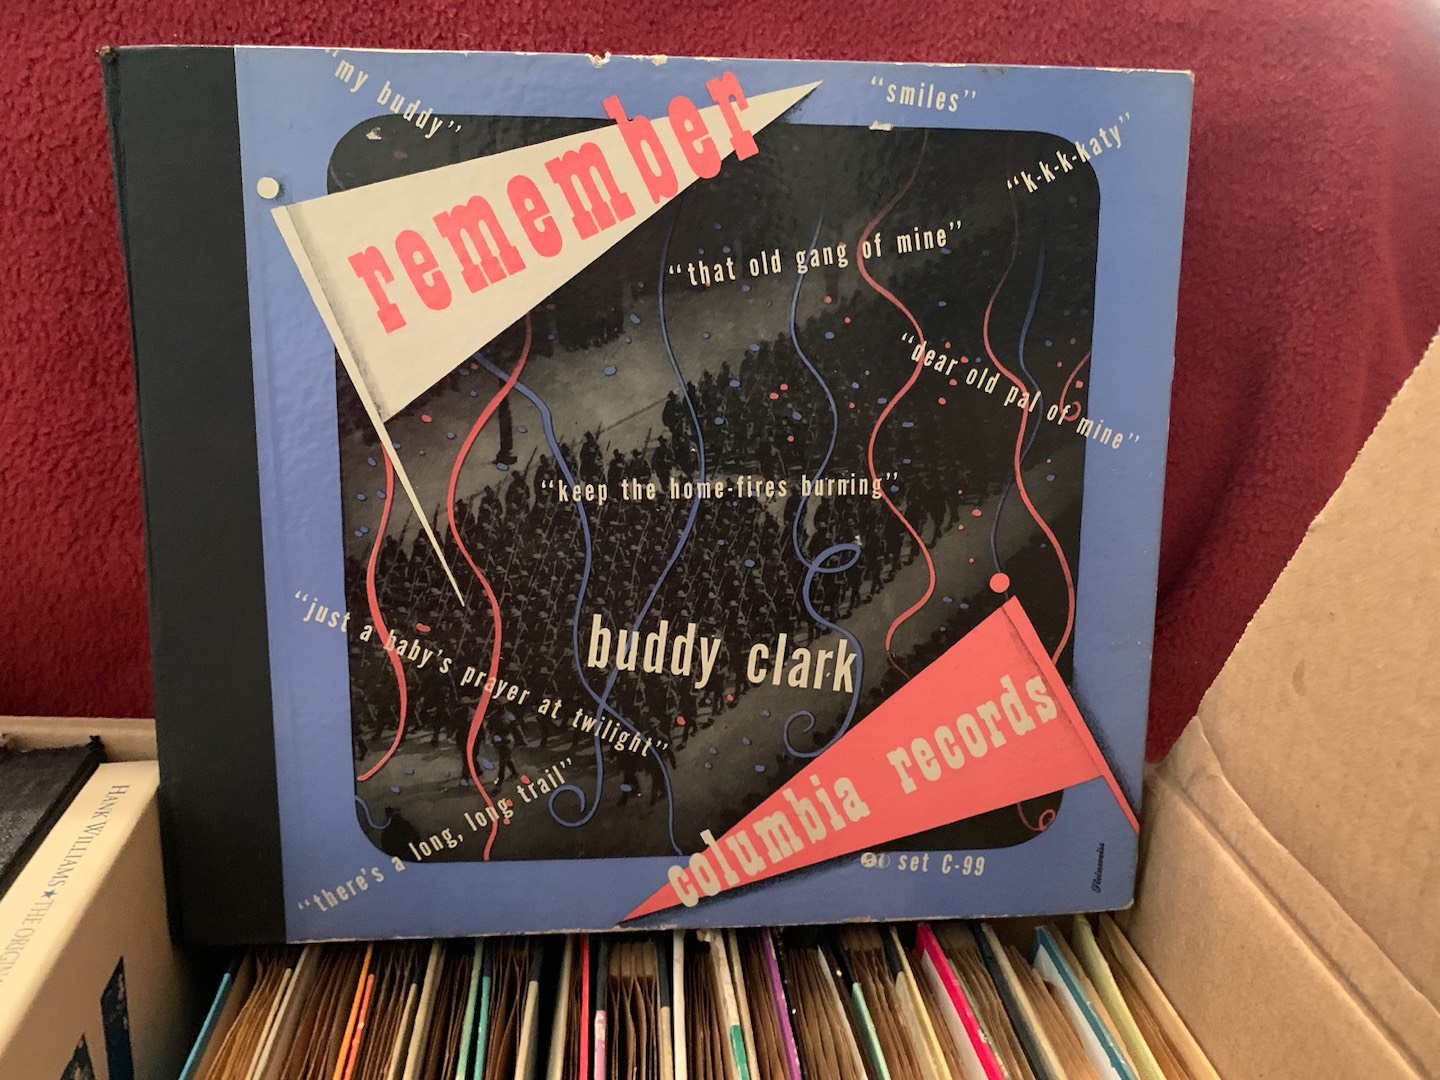 "my buddy"
remember
"smiles"
"k-k-k-katy"
"that old gang of mine"
"dear old pal of mine"
"keep the home-fires burning"
"just a baby's prayer at twilight"
buddy clark
"there's a long, long trail"
columbia records
set C-99
Steinweiss
HANK WILLIAMS★THE ORIGIN